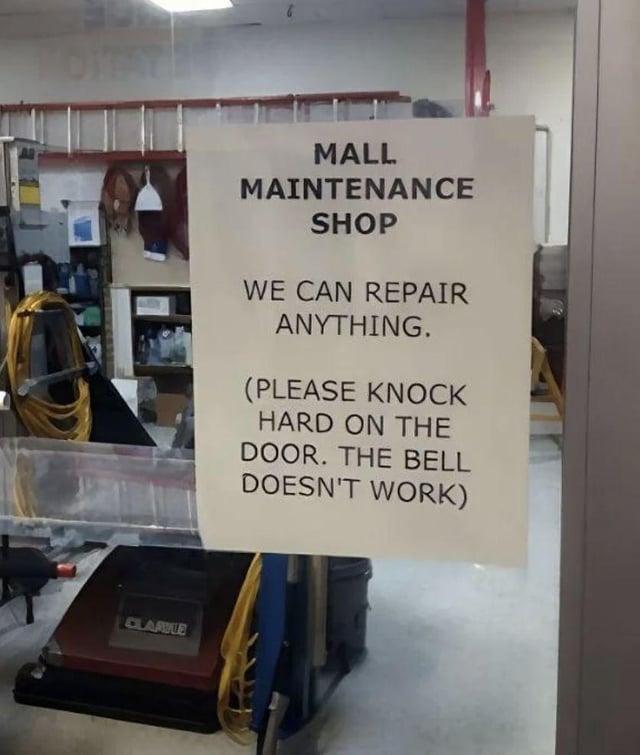 MALL
MAINTENANCE
SHOP
WE CAN REPAIR
ANYTHING.
(PLEASE KNOCK
HARD ON THE
DOOR. THE BELL
DOESN'T WORK)
CLARKE